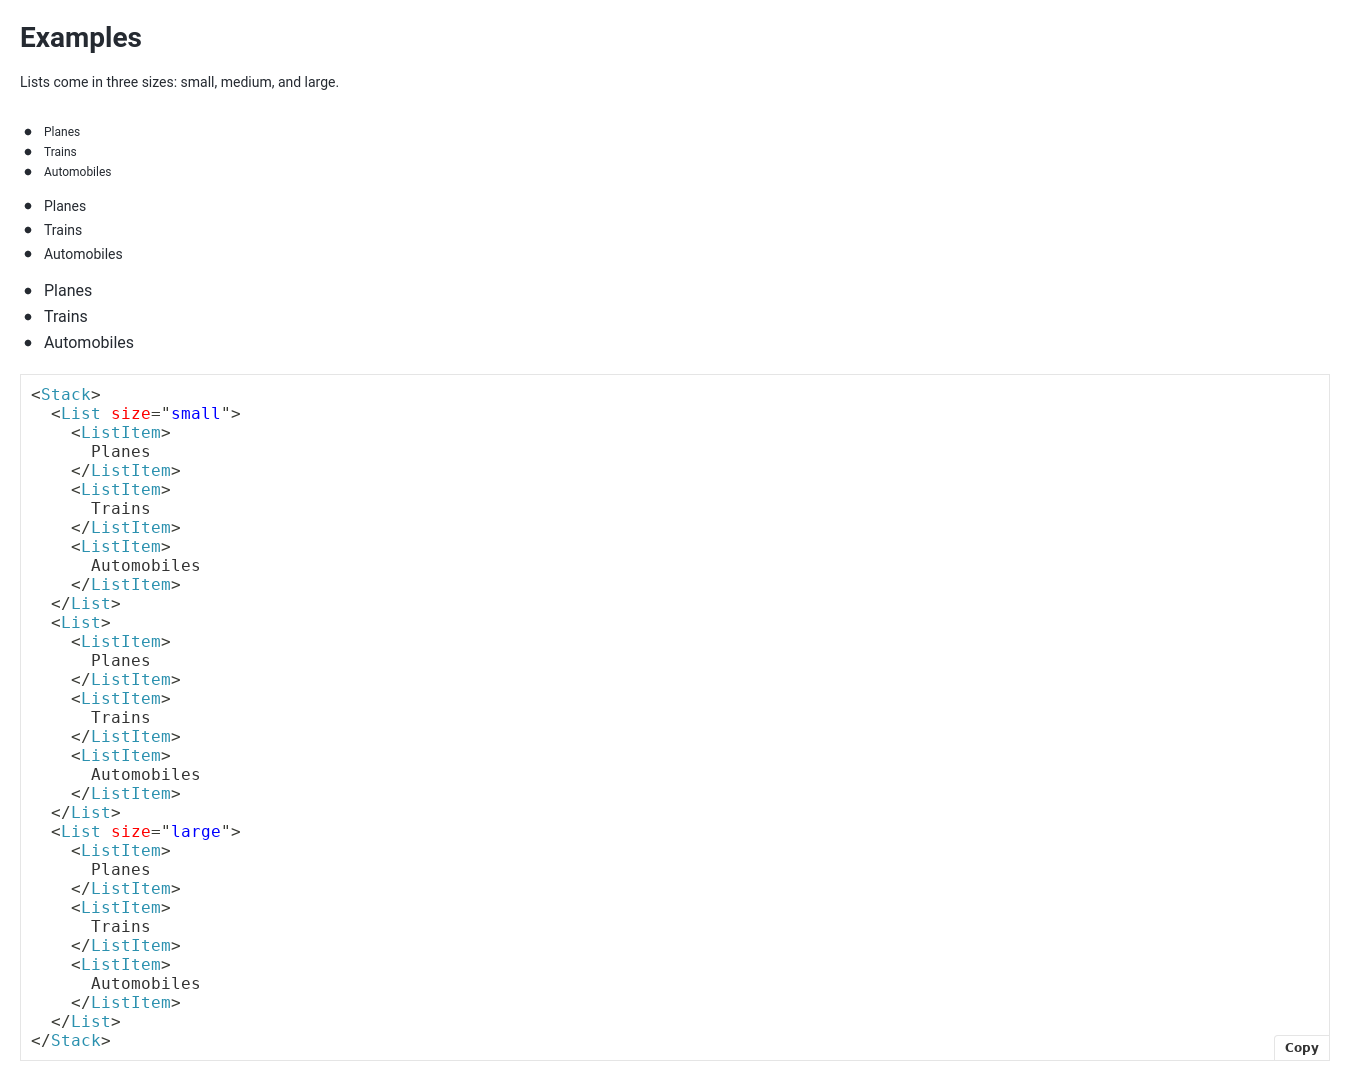 Examples
Lists come in three sizes: small, medium, and large.
Planes
Trains
Automobiles
Planes
Trains
Automobiles
Planes
Trains
Automobiles
<Stack>
  <List size="small">
    <ListItem>
      Planes
    </ListItem>
    <ListItem>
      Trains
    </ListItem>
    <ListItem>
      Automobiles
    </ListItem>
  </List>
  <List>
    <ListItem>
      Planes
    </ListItem>
    <ListItem>
      Trains
    </ListItem>
    <ListItem>
      Automobiles
    </ListItem>
  </List>
  <List size="large">
    <ListItem>
      Planes
    </ListItem>
    <ListItem>
      Trains
    </ListItem>
    <ListItem>
      Automobiles
    </ListItem>
  </List>
</Stack>
Copy